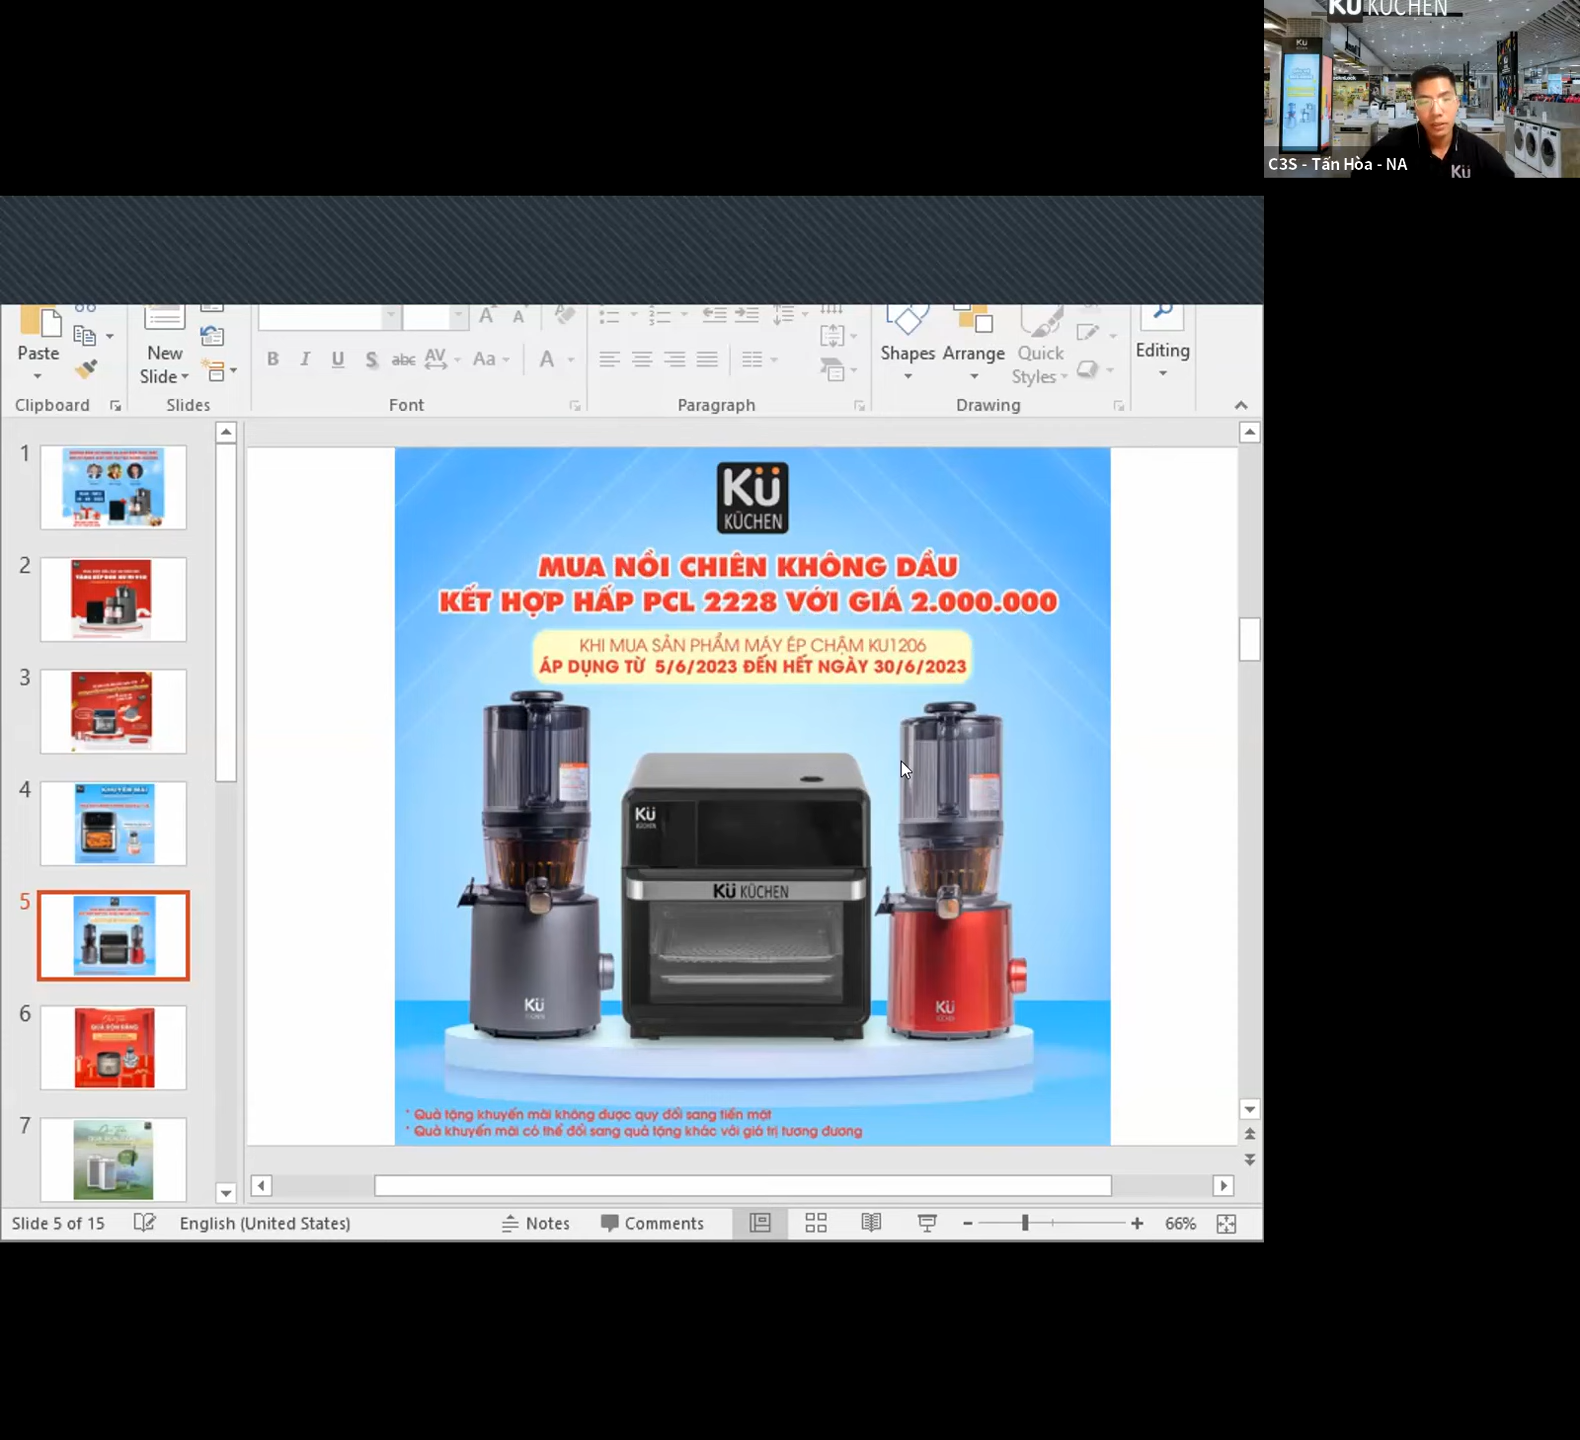 KÜ KÜCHEN
C3S - Tấn Hòa - NA
Kü
Paste
New
Slide
B I U S abc AV Aa A
Shapes Arrange Quick
Styles
Editing
Clipboard Slides Font Paragraph Drawing
1
2
3
4
5
6
7
Kü
KÜCHEN
MUA NỒI CHIÊN KHÔNG DẦU
KẾT HỢP HẤP PCL 2228 VỚI GIÁ 2.000.000
KHI MUA SẢN PHẨM MÁY ÉP CHẬM KU1206
ÁP DỤNG TỪ 5/6/2023 ĐẾN HẾT NGÀY 30/6/2023
Kü
KÜCHEN
Kü KÜCHEN
Kü
KÜCHEN
Kü
KÜCHEN
* Quà tặng khuyến mãi không được quy đổi sang tiền mặt
* Quà khuyến mãi có thể đổi sang quà tặng khác với giá trị tương đương
Slide 5 of 15 English (United States) Notes Comments 66%